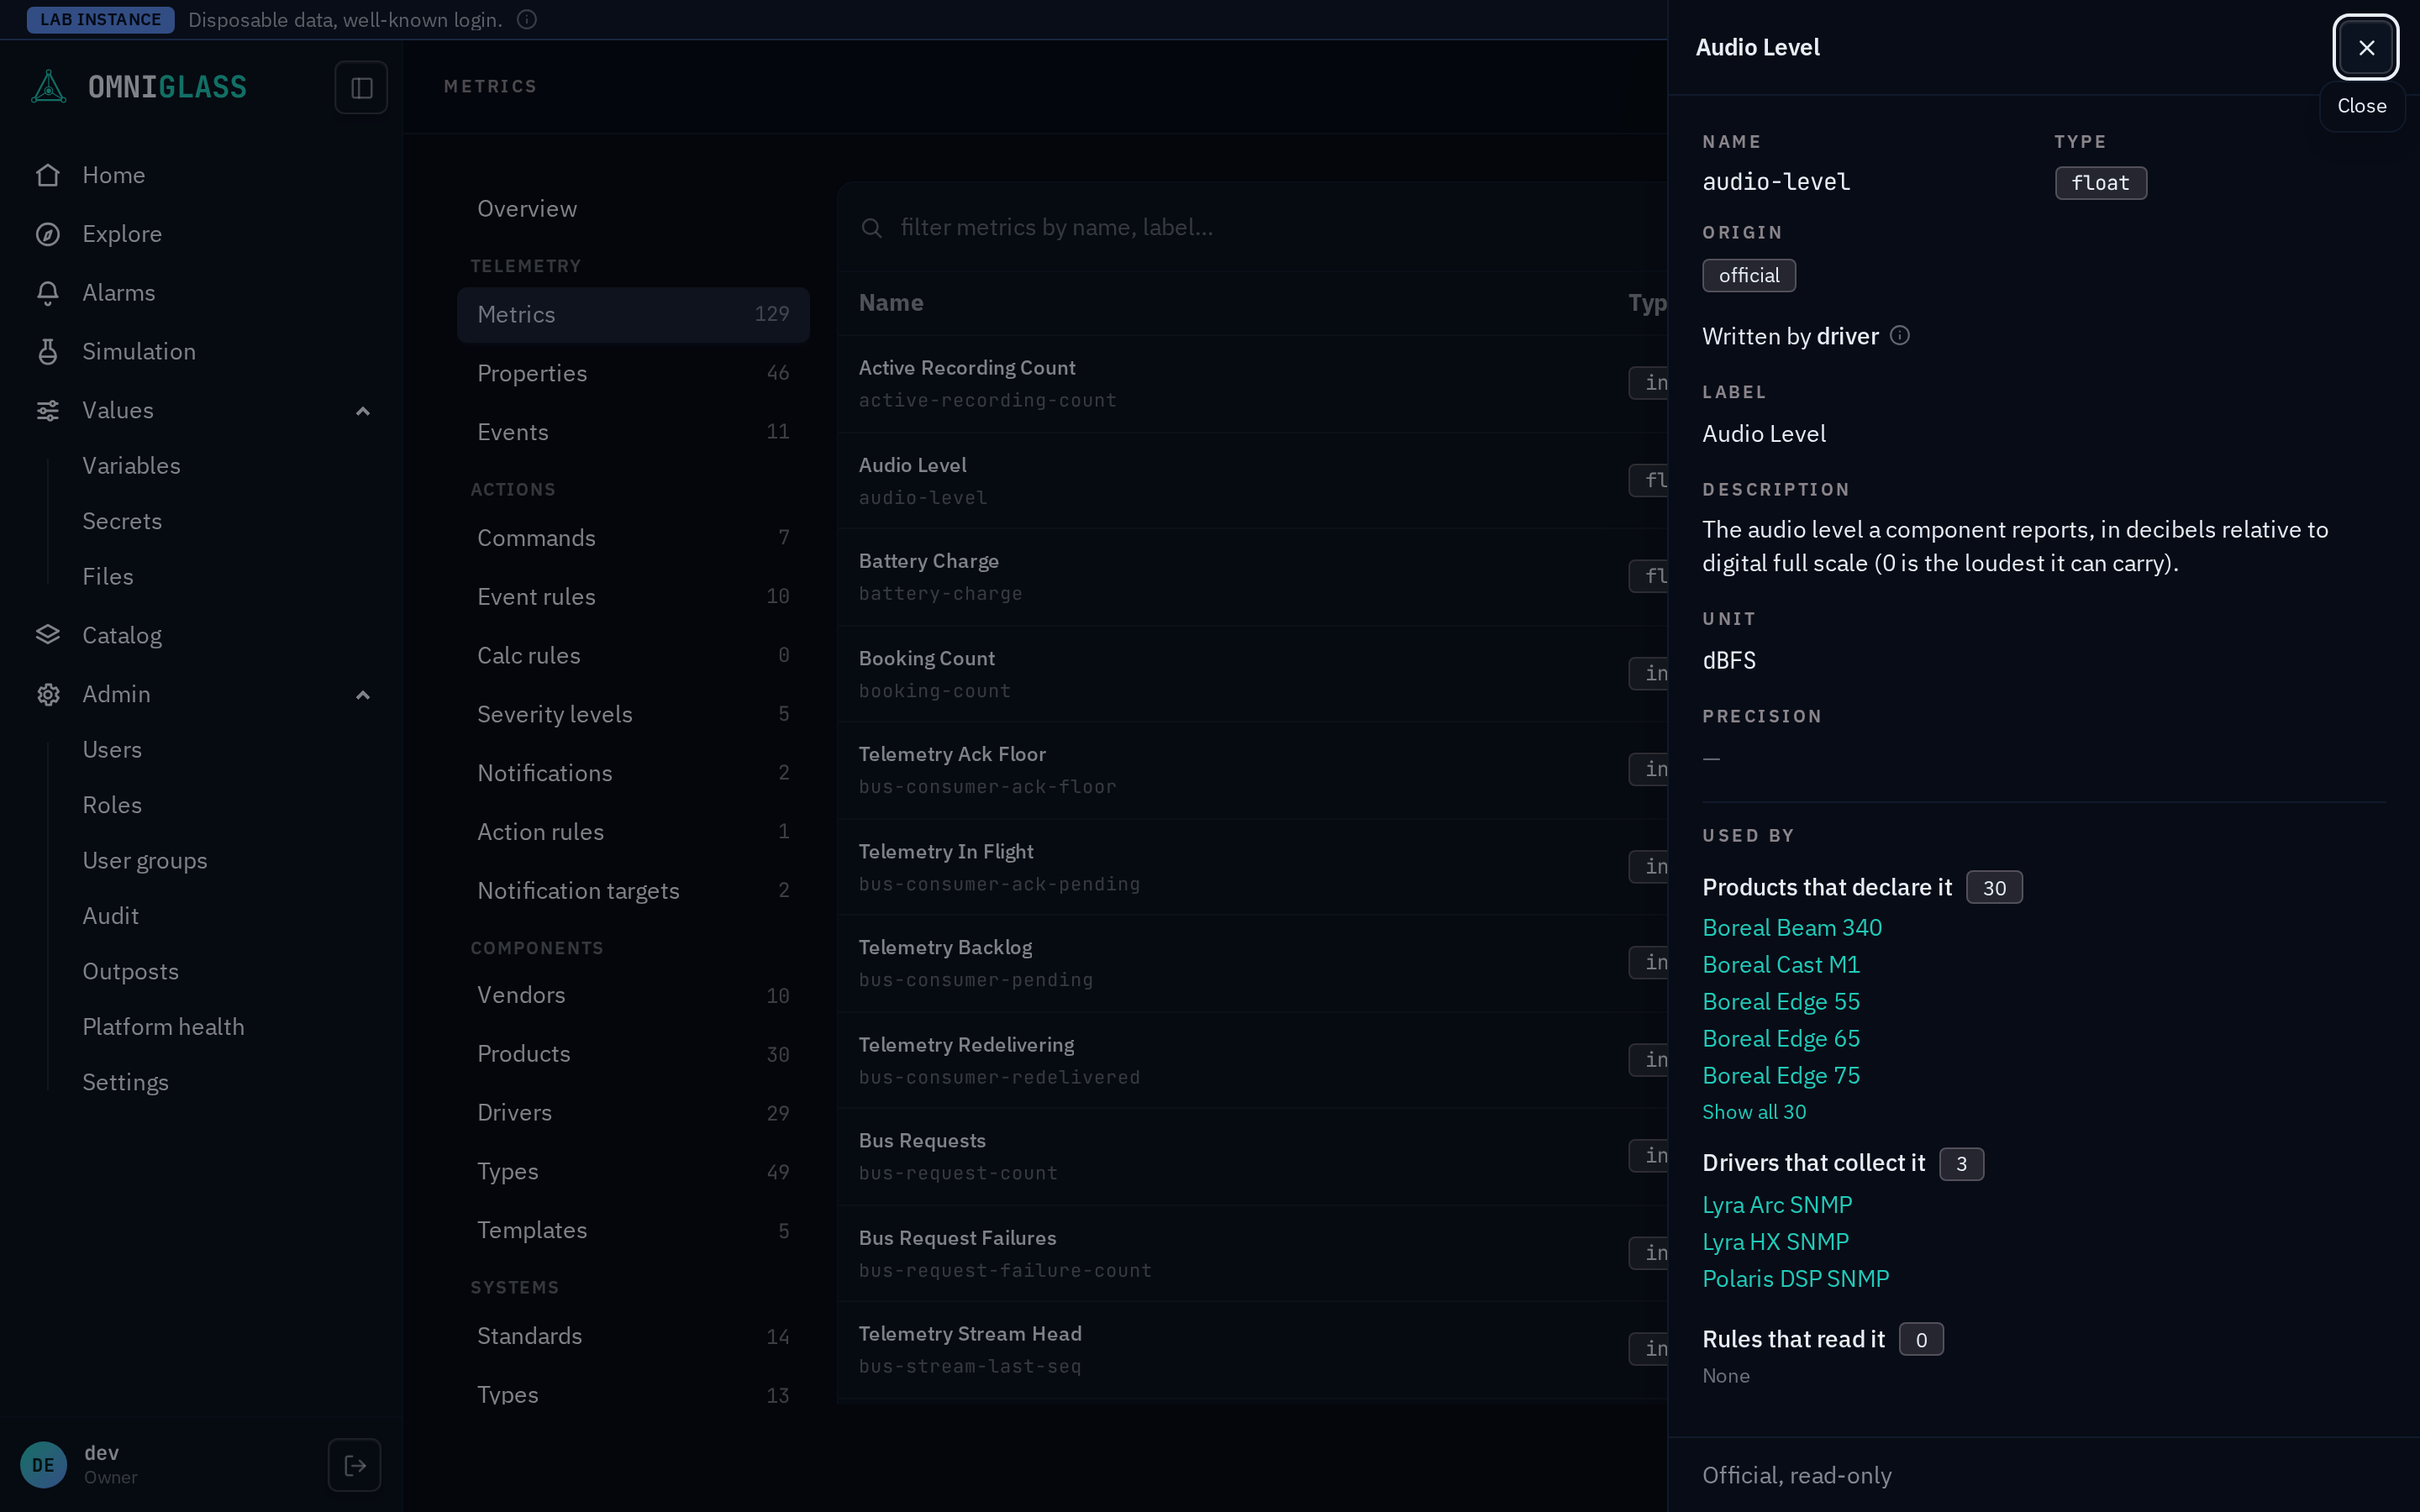 LAB INSTANCE Disposable data, well-known login.
OMNIGLASS
Home
Explore
Alarms
Simulation
Values
Variables
Secrets
Files
Catalog
Admin
Users
Roles
User groups
Audit
Outposts
Platform health
Settings
DE dev
Owner
METRICS
Overview
TELEMETRY
Metrics 129
Properties 46
Events 11
ACTIONS
Commands 7
Event rules 10
Calc rules 0
Severity levels 5
Notifications 2
Action rules 1
Notification targets 2
COMPONENTS
Vendors 10
Products 30
Drivers 29
Types 49
Templates 5
SYSTEMS
Standards 14
Types 13
filter metrics by name, label...
Name Typ
Active Recording Count in
active-recording-count
Audio Level fl
audio-level
Battery Charge fl
battery-charge
Booking Count in
booking-count
Telemetry Ack Floor in
bus-consumer-ack-floor
Telemetry In Flight in
bus-consumer-ack-pending
Telemetry Backlog in
bus-consumer-pending
Telemetry Redelivering in
bus-consumer-redelivered
Bus Requests in
bus-request-count
Bus Request Failures in
bus-request-failure-count
Telemetry Stream Head in
bus-stream-last-seq
Audio Level
Close
NAME TYPE
audio-level float
ORIGIN
official
Written by driver
LABEL
Audio Level
DESCRIPTION
The audio level a component reports, in decibels relative to
digital full scale (0 is the loudest it can carry).
UNIT
dBFS
PRECISION
—
USED BY
Products that declare it 30
Boreal Beam 340
Boreal Cast M1
Boreal Edge 55
Boreal Edge 65
Boreal Edge 75
Show all 30
Drivers that collect it 3
Lyra Arc SNMP
Lyra HX SNMP
Polaris DSP SNMP
Rules that read it 0
None
Official, read-only